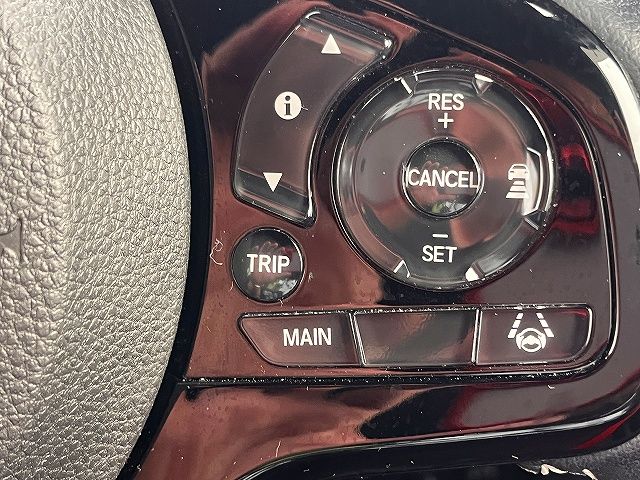 i
RES
+
CANCEL
−
SET
TRIP
MAIN